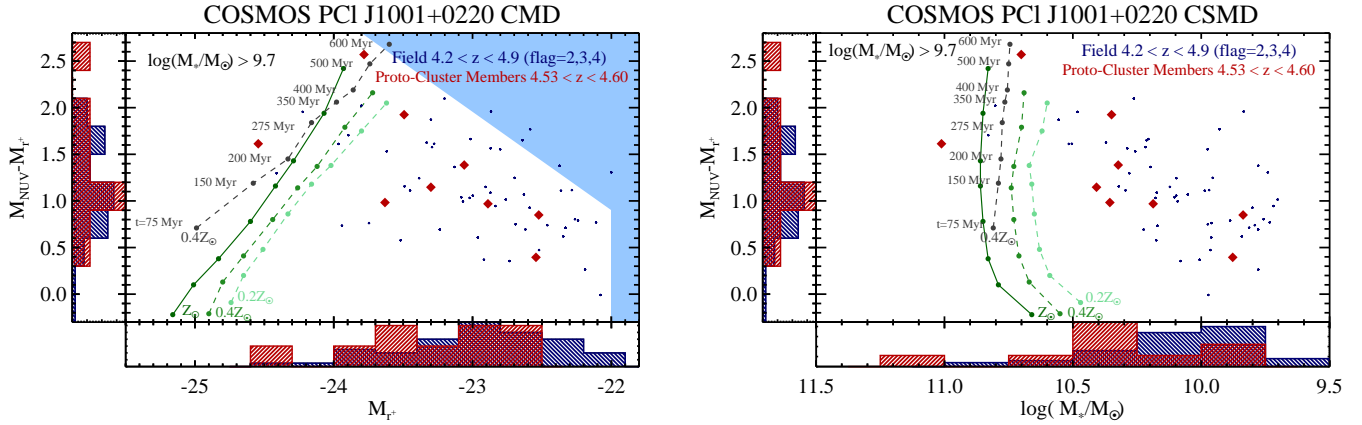 COSMOS PCl J1001+0220 CMD
log(M*/M☉) > 9.7
Field 4.2 < z < 4.9 (flag=2,3,4)
Proto-Cluster Members 4.53 < z < 4.60
600 Myr
500 Myr
400 Myr
350 Myr
275 Myr
200 Myr
150 Myr
t=75 Myr
0.4Z☉
0.2Z☉
Z☉
0.4Z☉
2.5
2.0
1.5
1.0
0.5
0.0
M_NUV-M_r+
-25
-24
-23
-22
M_r+
COSMOS PCl J1001+0220 CSMD
log(M*/M☉) > 9.7
Field 4.2 < z < 4.9 (flag=2,3,4)
Proto-Cluster Members 4.53 < z < 4.60
600 Myr
500 Myr
400 Myr
350 Myr
275 Myr
200 Myr
150 Myr
t=75 Myr
0.4Z☉
0.2Z☉
Z☉
0.4Z☉
2.5
2.0
1.5
1.0
0.5
0.0
M_NUV-M_r+
11.5
11.0
10.5
10.0
9.5
log( M*/M☉)